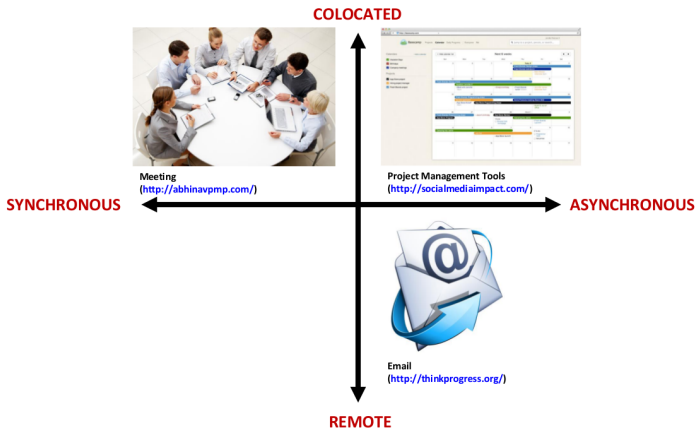 COLOCATED
Meeting
(http://abhinavpmp.com/)
Project Management Tools
(http://socialmediaimpact.com/)
SYNCHRONOUS
ASYNCHRONOUS
@
Email
(http://thinkprogress.org/)
REMOTE